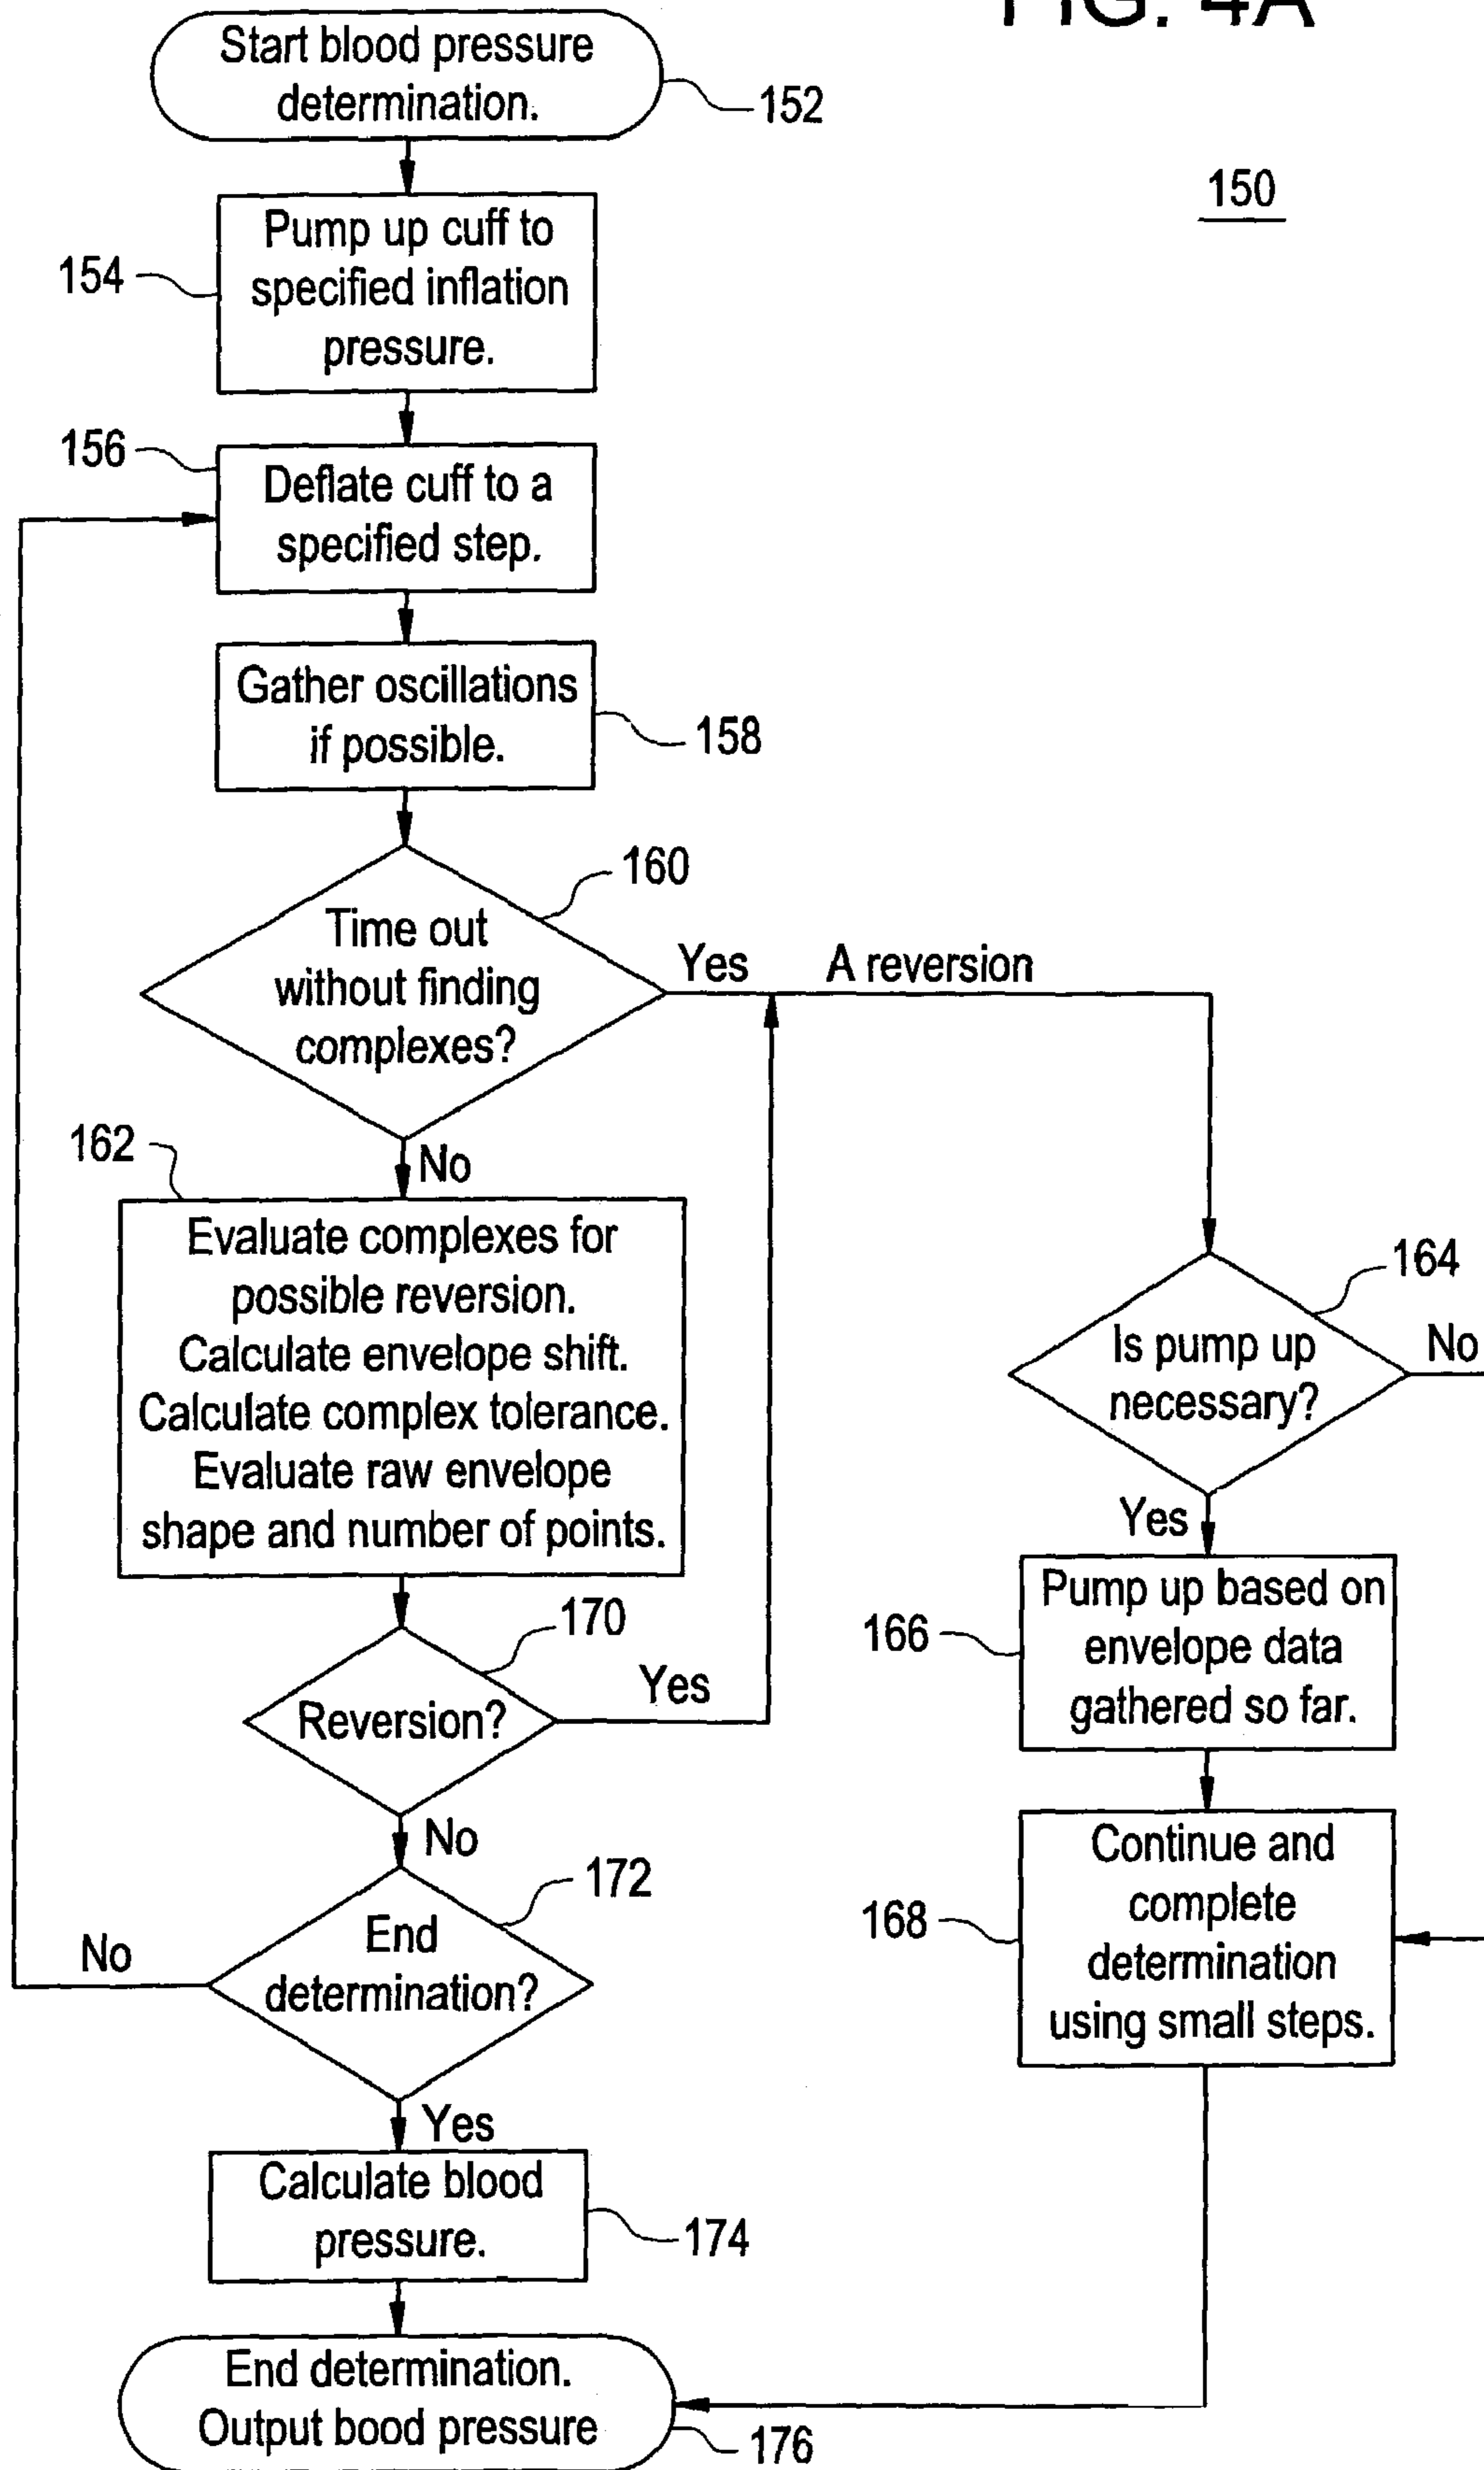 FIG. 4A
150
Start blood pressure
determination.
152
Pump up cuff to
specified inflation
pressure.
154
156
Deflate cuff to a
specified step.
Gather oscillations
if possible.
158
160
Time out
without finding
complexes?
Yes
A reversion
No
162
Evaluate complexes for
possible reversion.
Calculate envelope shift.
Calculate complex tolerance.
Evaluate raw envelope
shape and number of points.
164
Is pump up
necessary?
No
Yes
166
Pump up based on
envelope data
gathered so far.
170
Reversion?
Yes
No
168
Continue and
complete
determination
using small steps.
172
End
determination?
No
Yes
Calculate blood
pressure.
174
End determination.
Output bood pressure
176